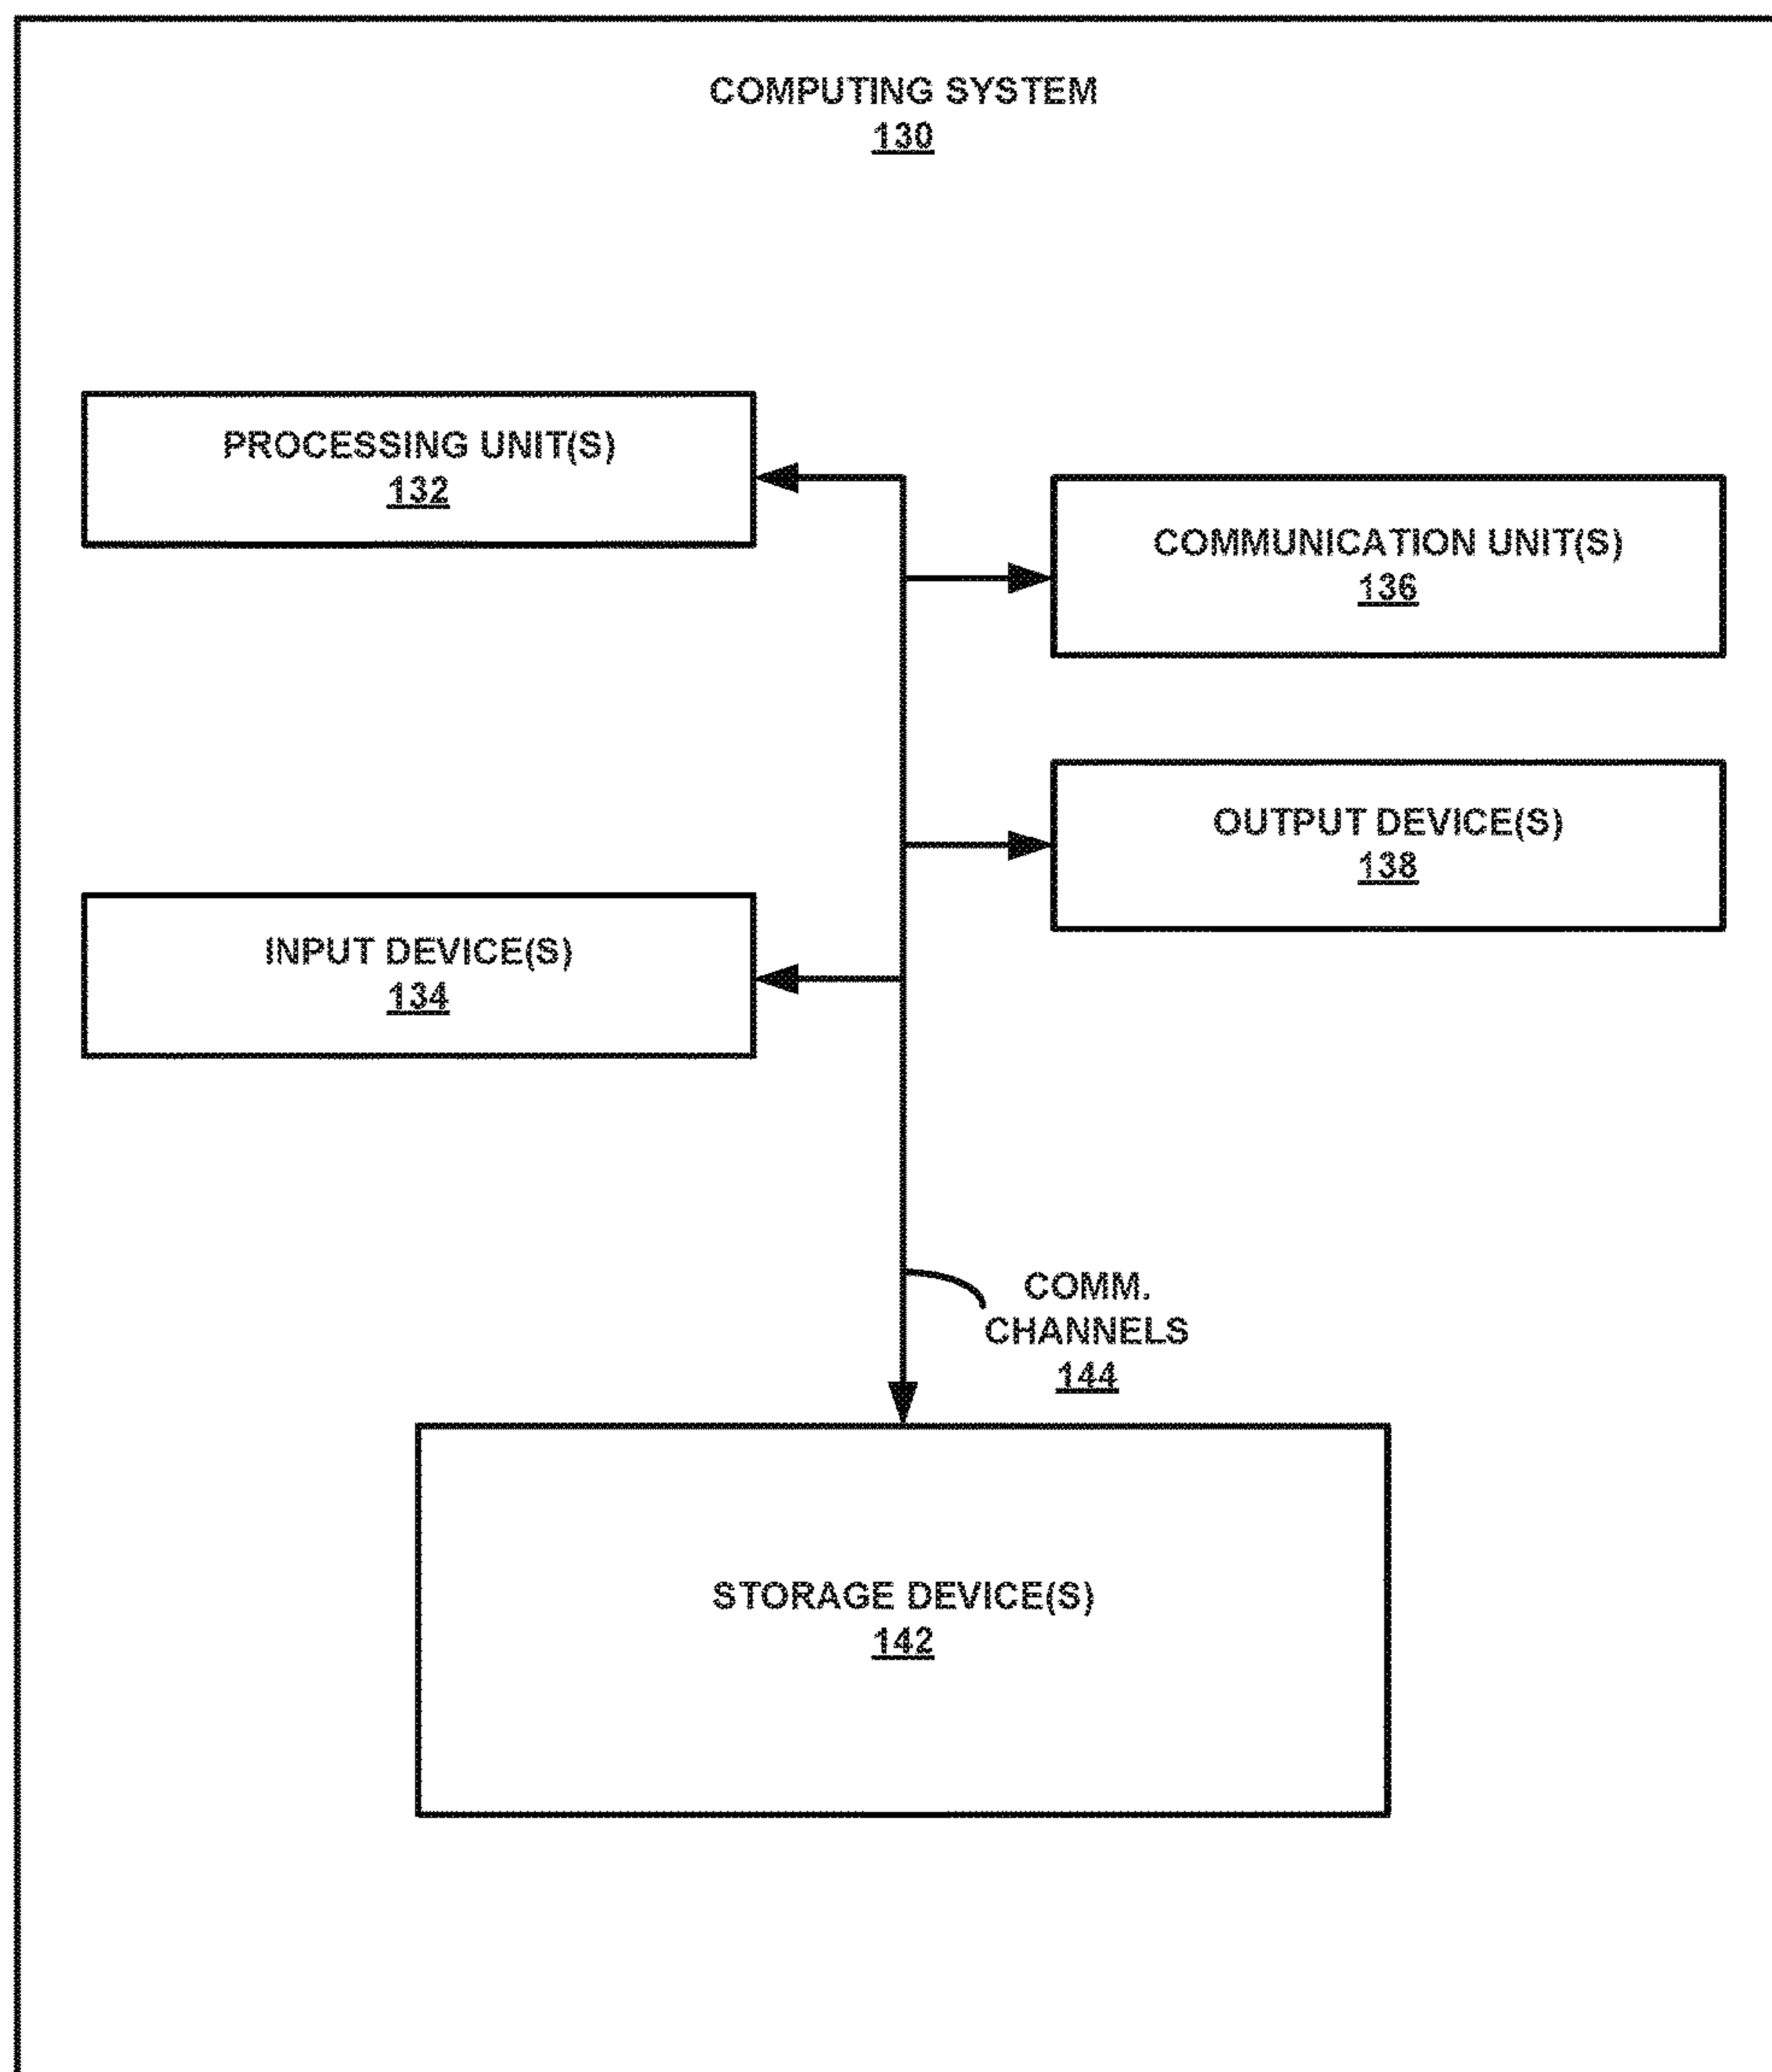 COMPUTING SYSTEM
130
PROCESSING UNIT(S)
132
COMMUNICATION UNIT(S)
136
OUTPUT DEVICE(S)
138
INPUT DEVICE(S)
134
COMM.
CHANNELS
144
STORAGE DEVICE(S)
142